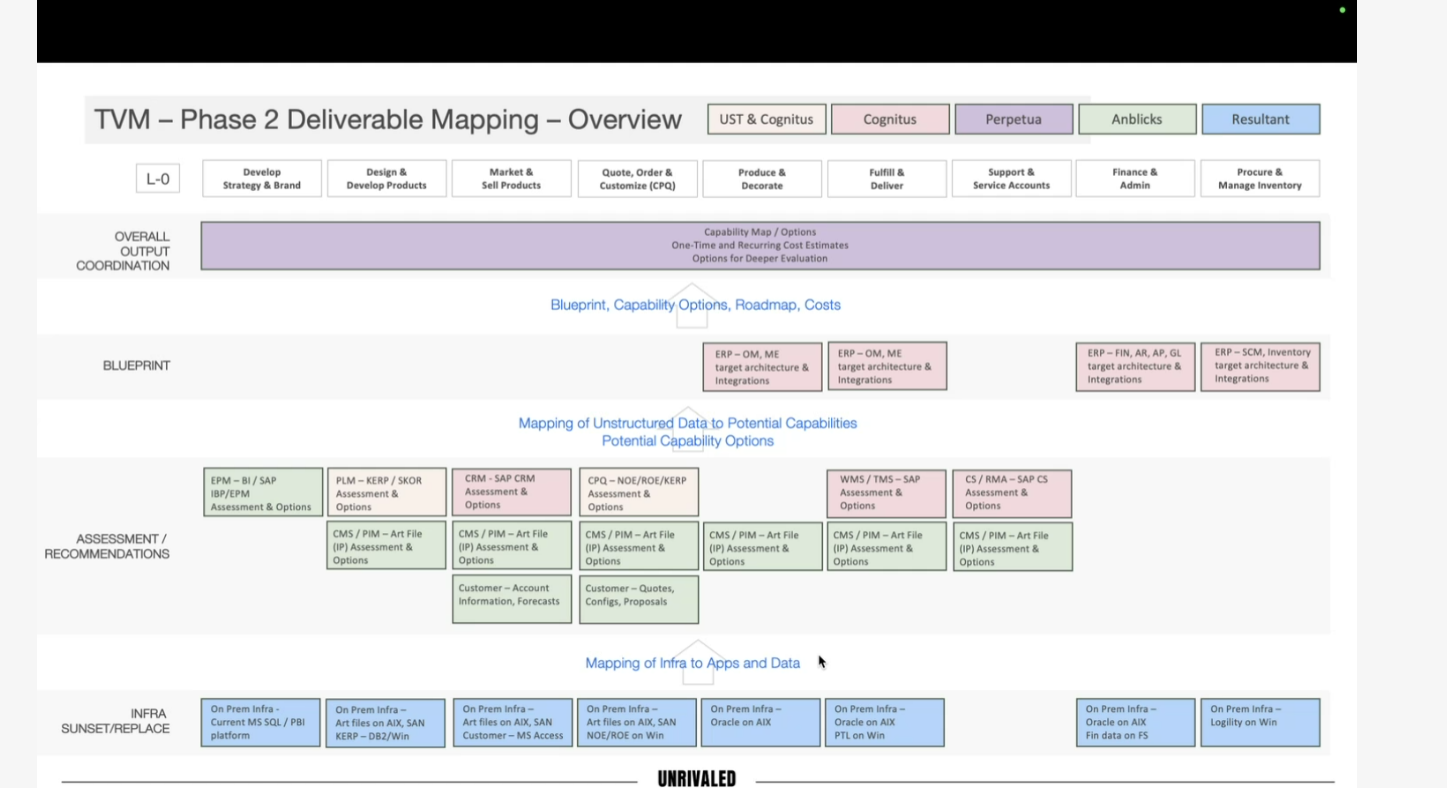 TVM – Phase 2 Deliverable Mapping – Overview
UST & Cognitus
Cognitus
Perpetua
Anblicks
Resultant
L-0
Develop
Strategy & Brand
Design &
Develop Products
Market &
Sell Products
Quote, Order &
Customize (CPQ)
Produce &
Decorate
Fulfill &
Deliver
Support &
Service Accounts
Finance &
Admin
Procure &
Manage Inventory
OVERALL
OUTPUT
COORDINATION
Capability Map / Options
One-Time and Recurring Cost Estimates
Options for Deeper Evaluation
Blueprint, Capability Options, Roadmap, Costs
BLUEPRINT
ERP – OM, ME
target architecture &
Integrations
ERP – OM, ME
target architecture &
Integrations
ERP – FIN, AR, AP, GL
target architecture &
Integrations
ERP – SCM, Inventory
target architecture &
Integrations
Mapping of Unstructured Data to Potential Capabilities
Potential Capability Options
ASSESSMENT /
RECOMMENDATIONS
EPM – BI / SAP
IBP/EPM
Assessment & Options
PLM – KERP / SKOR
Assessment &
Options
CRM - SAP CRM
Assessment &
Options
CPQ – NOE/ROE/KERP
Assessment &
Options
WMS / TMS – SAP
Assessment &
Options
CS / RMA – SAP CS
Assessment &
Options
CMS / PIM – Art File
(IP) Assessment &
Options
CMS / PIM – Art File
(IP) Assessment &
Options
CMS / PIM – Art File
(IP) Assessment &
Options
CMS / PIM – Art File
(IP) Assessment &
Options
CMS / PIM – Art File
(IP) Assessment &
Options
CMS / PIM – Art File
(IP) Assessment &
Options
Customer – Account
Information, Forecasts
Customer – Quotes,
Configs, Proposals
Mapping of Infra to Apps and Data
INFRA
SUNSET/REPLACE
On Prem Infra -
Current MS SQL / PBI
platform
On Prem Infra –
Art files on AIX, SAN
KERP – DB2/Win
On Prem Infra –
Art files on AIX, SAN
Customer – MS Access
On Prem Infra –
Art files on AIX, SAN
NOE/ROE on Win
On Prem Infra –
Oracle on AIX
On Prem Infra –
Oracle on AIX
PTL on Win
On Prem Infra –
Oracle on AIX
Fin data on FS
On Prem Infra –
Logility on Win
UNRIVALED